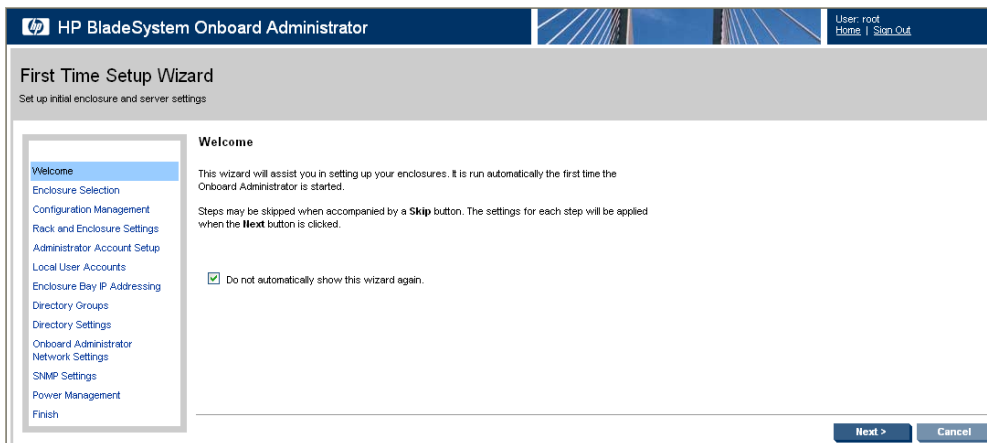 hp HP BladeSystem Onboard Administrator
User: root
Home | Sign Out
First Time Setup Wizard
Set up initial enclosure and server settings
Welcome
Enclosure Selection
Configuration Management
Rack and Enclosure Settings
Administrator Account Setup
Local User Accounts
Enclosure Bay IP Addressing
Directory Groups
Directory Settings
Onboard Administrator
Network Settings
SNMP Settings
Power Management
Finish
Welcome
This wizard will assist you in setting up your enclosures. It is run automatically the first time the
Onboard Administrator is started.
Steps may be skipped when accompanied by a Skip button. The settings for each step will be applied
when the Next button is clicked.
Do not automatically show this wizard again.
Next >
Cancel